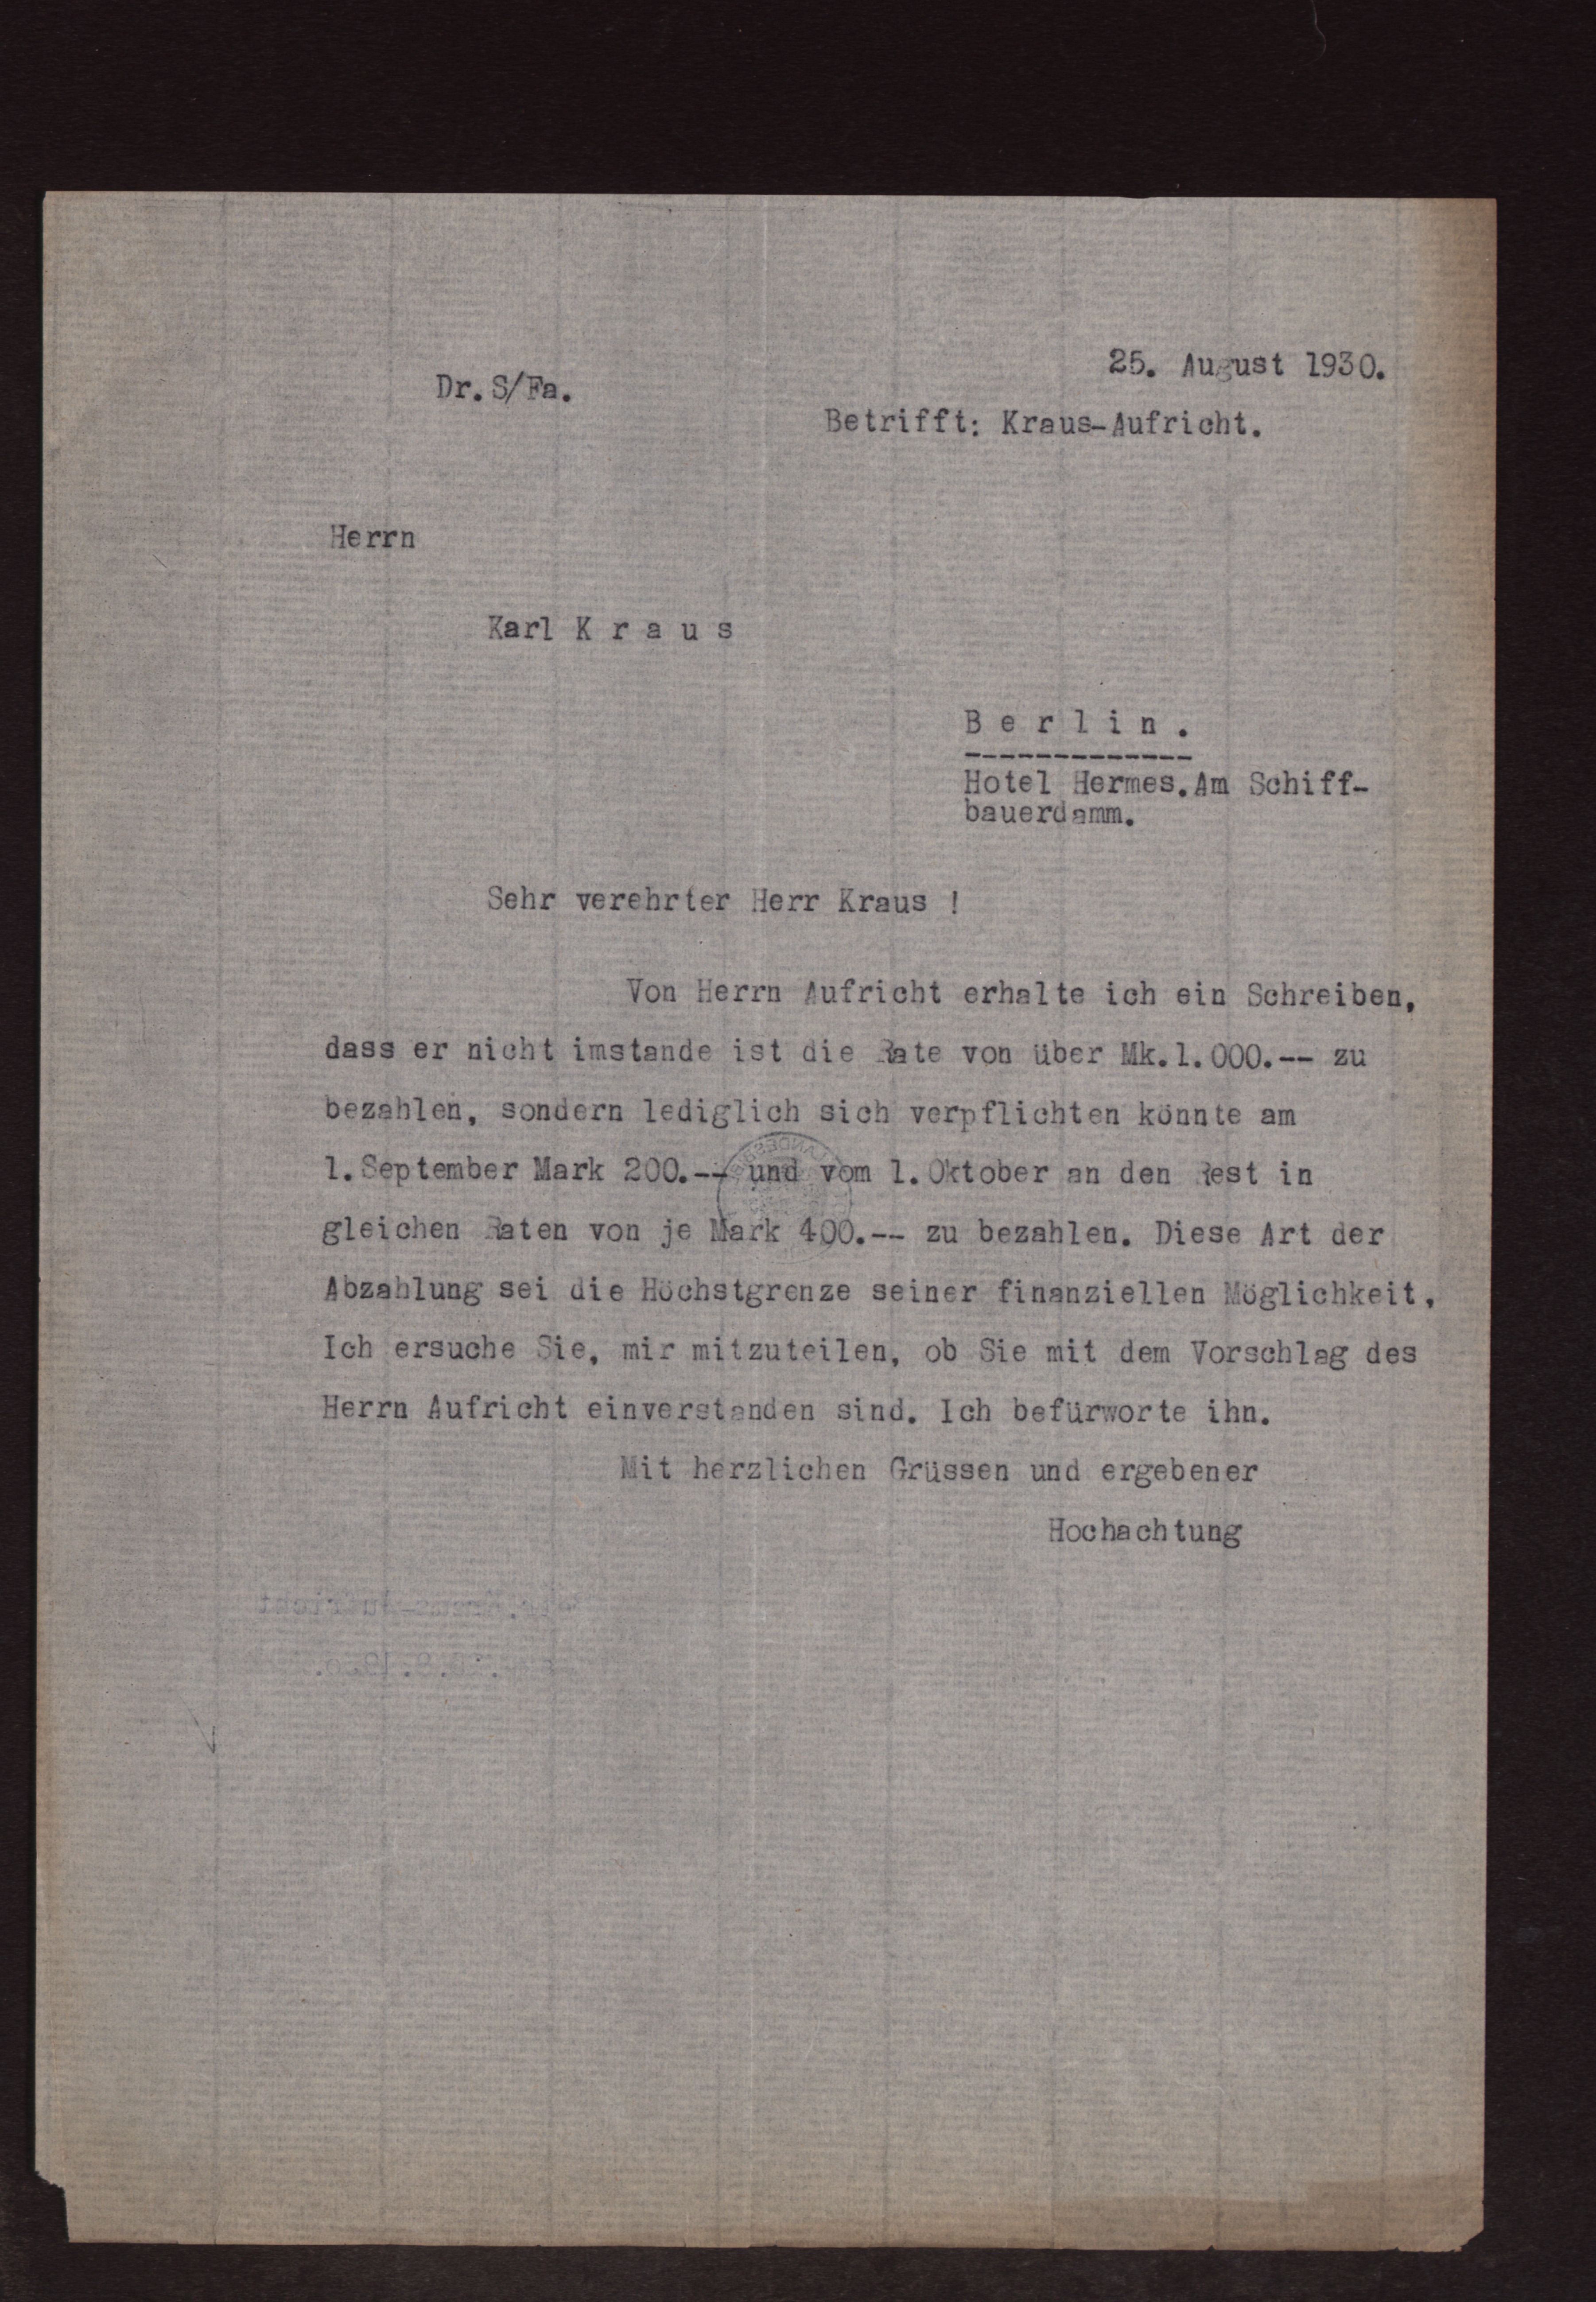 25. August 1930.
Dr.S/Fa.
Betrifft: Kraus-Aufricht.
Herrn
Karl K r a u s
B e r l i n .
-------------
Hotel Hermes.Am Schiff-
bauerdamm.
Sehr verehrter Herr Kraus !
Von Herrn Aufricht erhalte ich ein Schreiben,
dass er nicht imstande ist die Rate von über Mk.1.000.-- zu
bezahlen, sondern lediglich sich verpflichten könnte am
1.September Mark 200.-- und vom 1.Oktober an den Rest in
gleichen Raten von je Mark 400.-- zu bezahlen. Diese Art der
Abzahlung sei die Höchstgrenze seiner finanziellen Möglichkeit,
Ich ersuche Sie, mir mitzuteilen, ob Sie mit dem Vorschlag des
Herrn Aufricht einverstanden sind. Ich befürworte ihn.
Mit herzlichen Grüssen und ergebener
Hochachtung